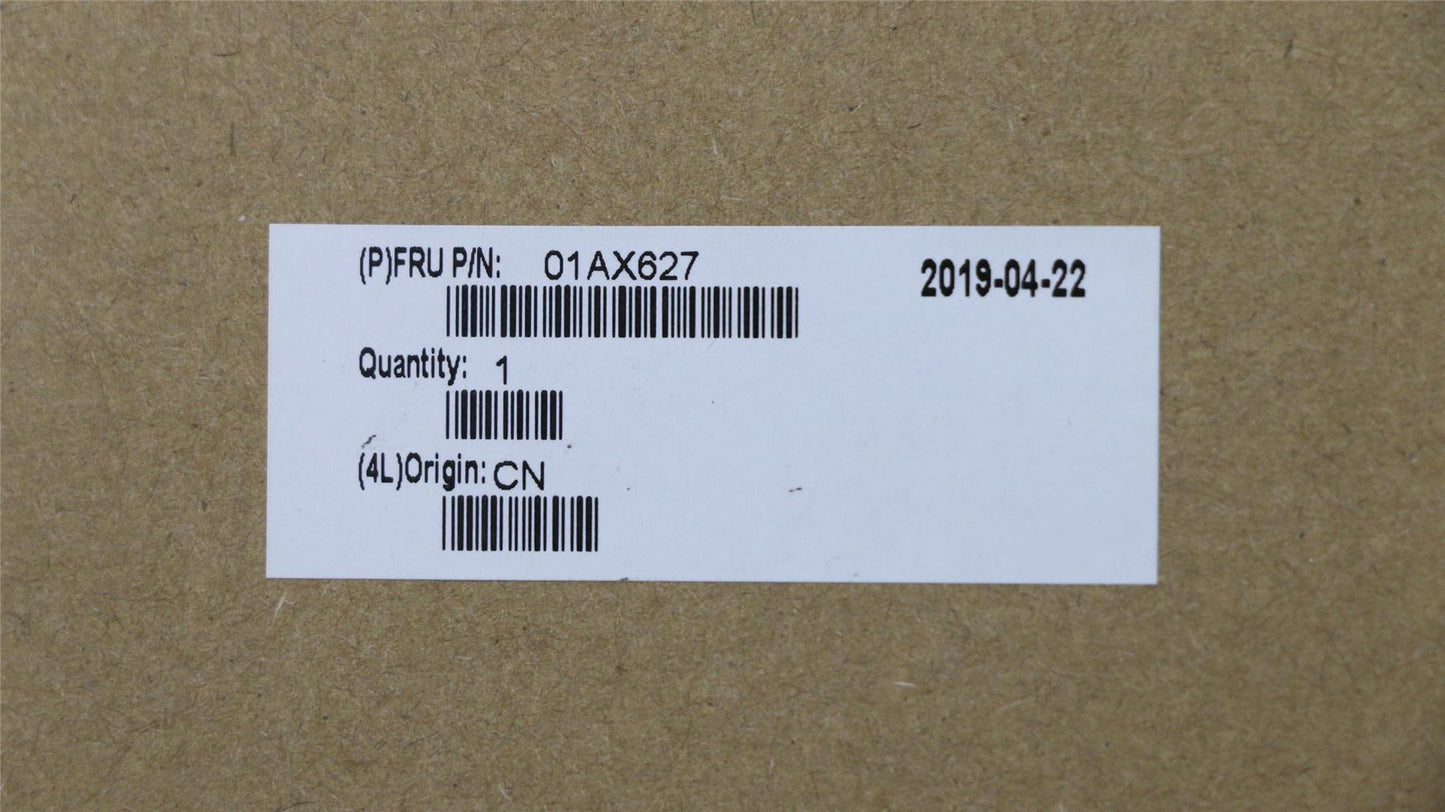 (P)FRU P/N: 01AX627
2019-04-22
Quantity: 1
(4L)Origin: CN